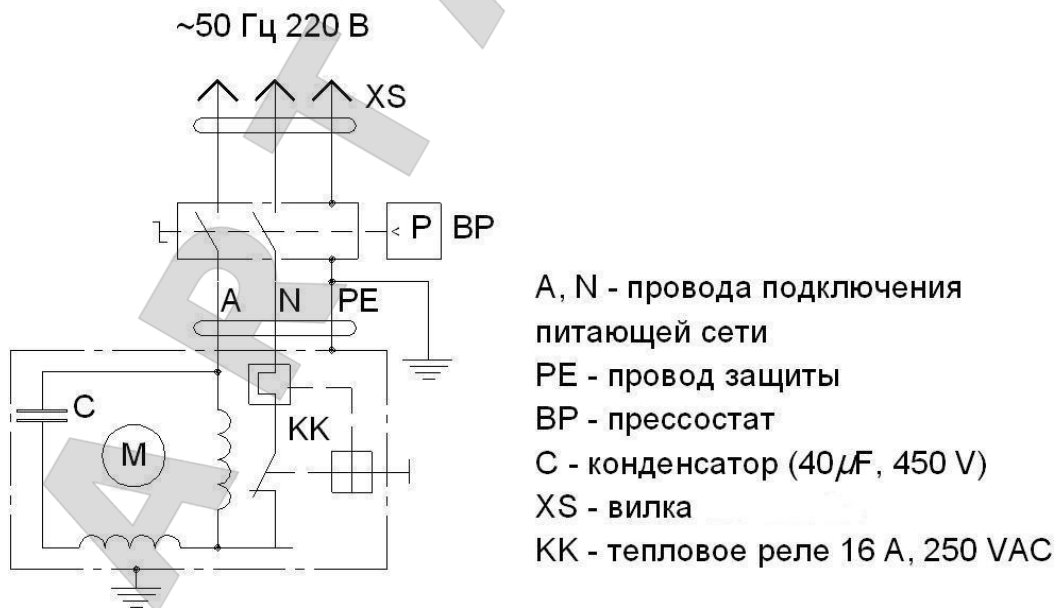 ~50 Гц 220 В
XS
P BP
A N PE
C
KK
M
A, N - провода подключения
питающей сети
PE - провод защиты
BP - прессостат
C - конденсатор (40μF, 450 V)
XS - вилка
KK - тепловое реле 16 A, 250 VAC